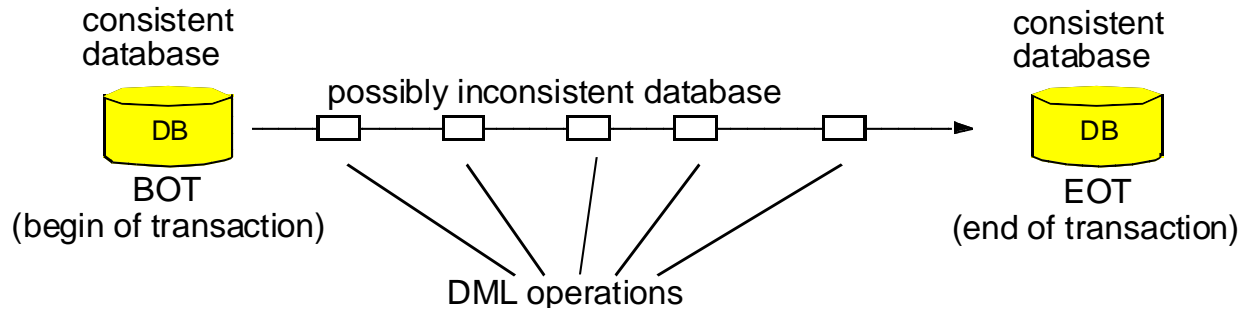 consistent
database
DB
BOT
(begin of transaction)
possibly inconsistent database
DML operations
consistent
database
DB
EOT
(end of transaction)